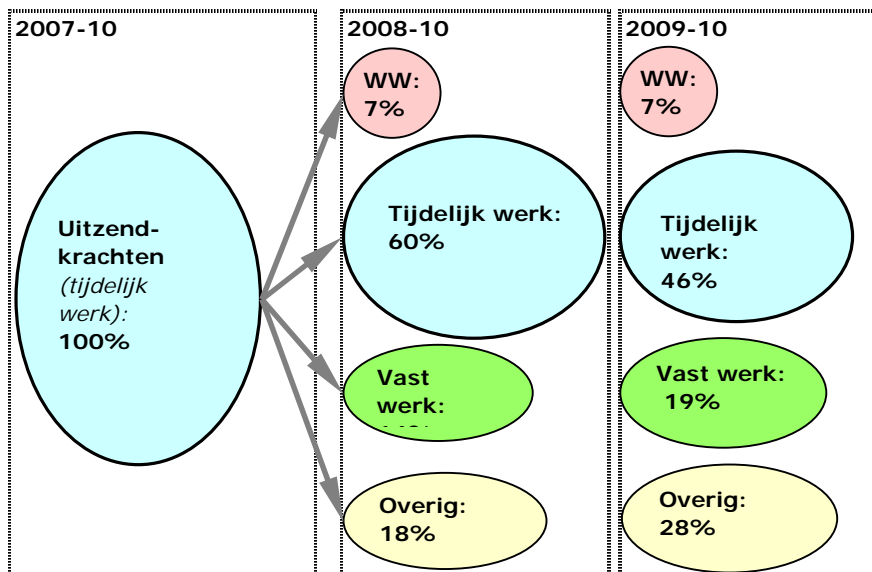 2007-10
Uitzend-
krachten
(tijdelijk
werk):
100%
2008-10
WW:
7%
Tijdelijk werk:
60%
Vast
werk:
Overig:
18%
2009-10
WW:
7%
Tijdelijk
werk:
46%
Vast werk:
19%
Overig:
28%